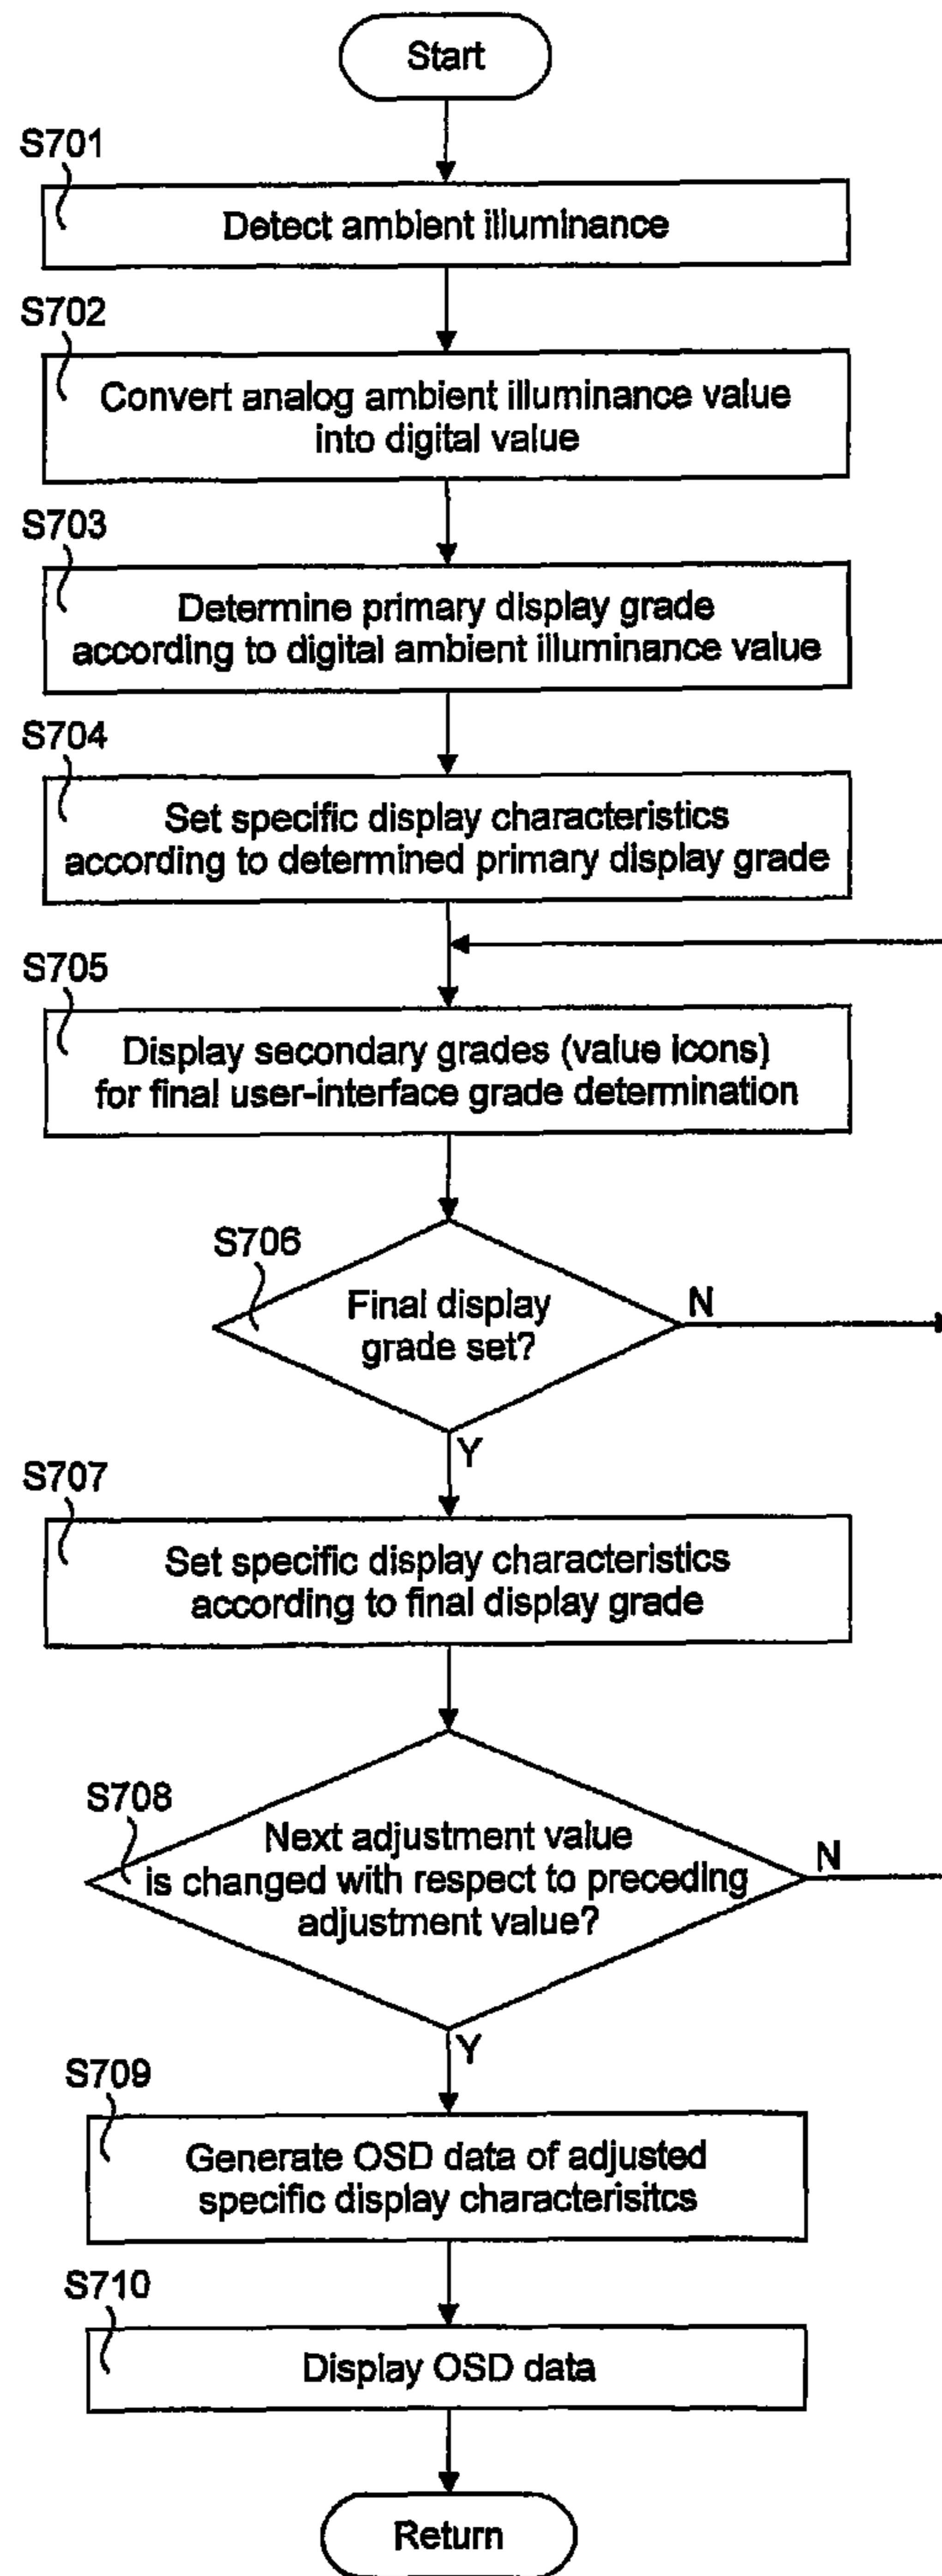 Start
S701
Detect ambient illuminance
S702
Convert analog ambient illuminance value
into digital value
S703
Determine primary display grade
according to digital ambient illuminance value
S704
Set specific display characteristics
according to determined primary display grade
S705
Display secondary grades (value icons)
for final user-interface grade determination
S706
Final display
grade set?
N
Y
S707
Set specific display characteristics
according to final display grade
S708
Next adjustment value
is changed with respect to preceding
adjustment value?
N
Y
S709
Generate OSD data of adjusted
specific display characterisitcs
S710
Display OSD data
Return